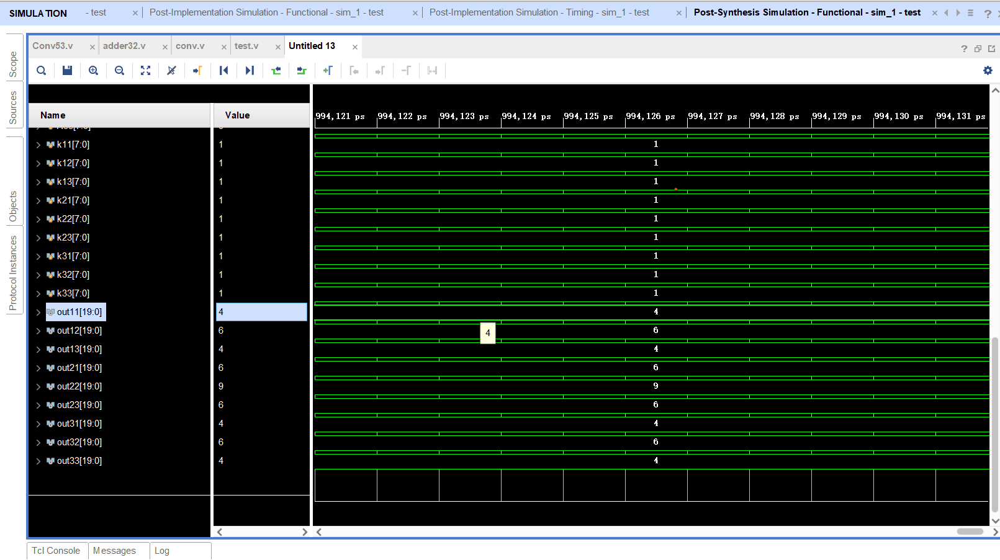 SIMULATION - test Post-Implementation Simulation - Functional - sim_1 - test Post-Implementation Simulation - Timing - sim_1 - test Post-Synthesis Simulation - Functional - sim_1 - test
Scope
Sources
Objects
Protocol Instances
Conv53.v adder32.v conv.v test.v Untitled 13
Name Value
994,121 ps 994,122 ps 994,123 ps 994,124 ps 994,125 ps 994,126 ps 994,127 ps 994,128 ps 994,129 ps 994,130 ps 994,131 ps
k11[7:0] 1 1
k12[7:0] 1 1
k13[7:0] 1 1
k21[7:0] 1 1
k22[7:0] 1 1
k23[7:0] 1 1
k31[7:0] 1 1
k32[7:0] 1 1
k33[7:0] 1 1
out11[19:0] 4 4
out12[19:0] 6 6
4
out13[19:0] 4 4
out21[19:0] 6 6
out22[19:0] 9 9
out23[19:0] 6 6
out31[19:0] 4 4
out32[19:0] 6 6
out33[19:0] 4 4
Tcl Console Messages Log